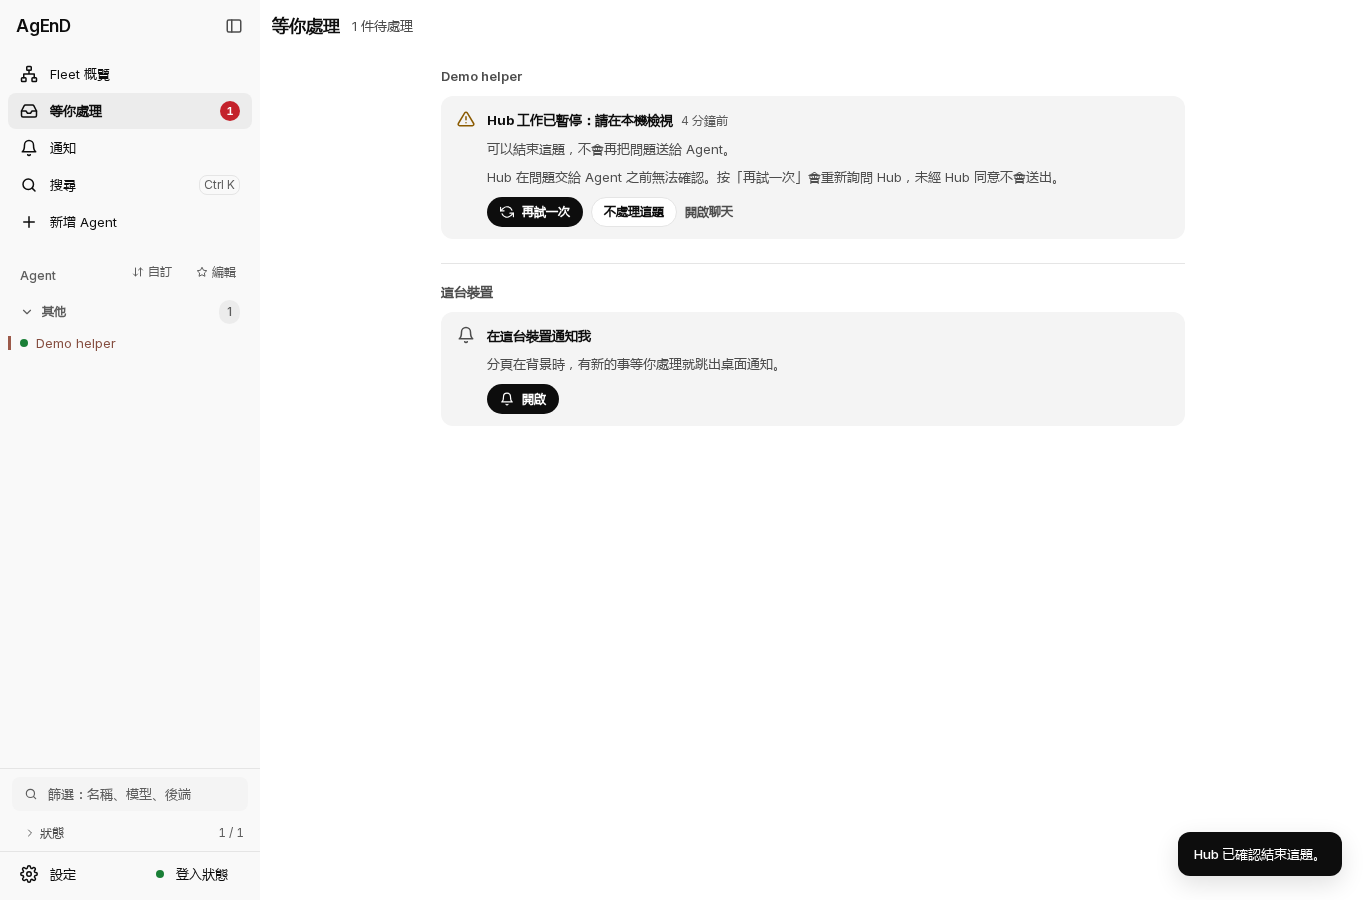 AgEnD
Fleet 概覽
等你處理 1
通知
搜尋 Ctrl K
新增 Agent
Agent 自訂 編輯
其他 1
Demo helper
篩選：名稱、模型、後端
狀態 1 / 1
設定 登入狀態
等你處理 1 件待處理
Demo helper
Hub 工作已暫停：請在本機檢視 4 分鐘前
可以結束這題，不會再把問題送給 Agent。
Hub 在問題交給 Agent 之前無法確認。按「再試一次」會重新詢問 Hub，未經 Hub 同意不會送出。
再試一次 不處理這題 開啟聊天
這台裝置
在這台裝置通知我
分頁在背景時，有新的事等你處理就跳出桌面通知。
開啟
Hub 已確認結束這題。